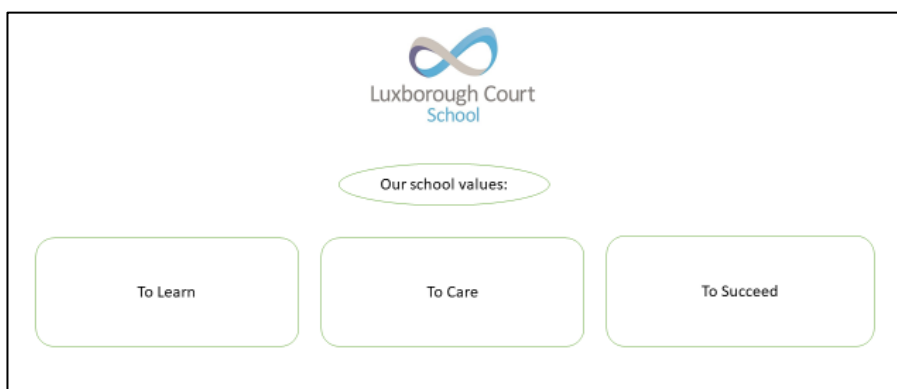 Luxborough Court
School
Our school values:
To Learn
To Care
To Succeed